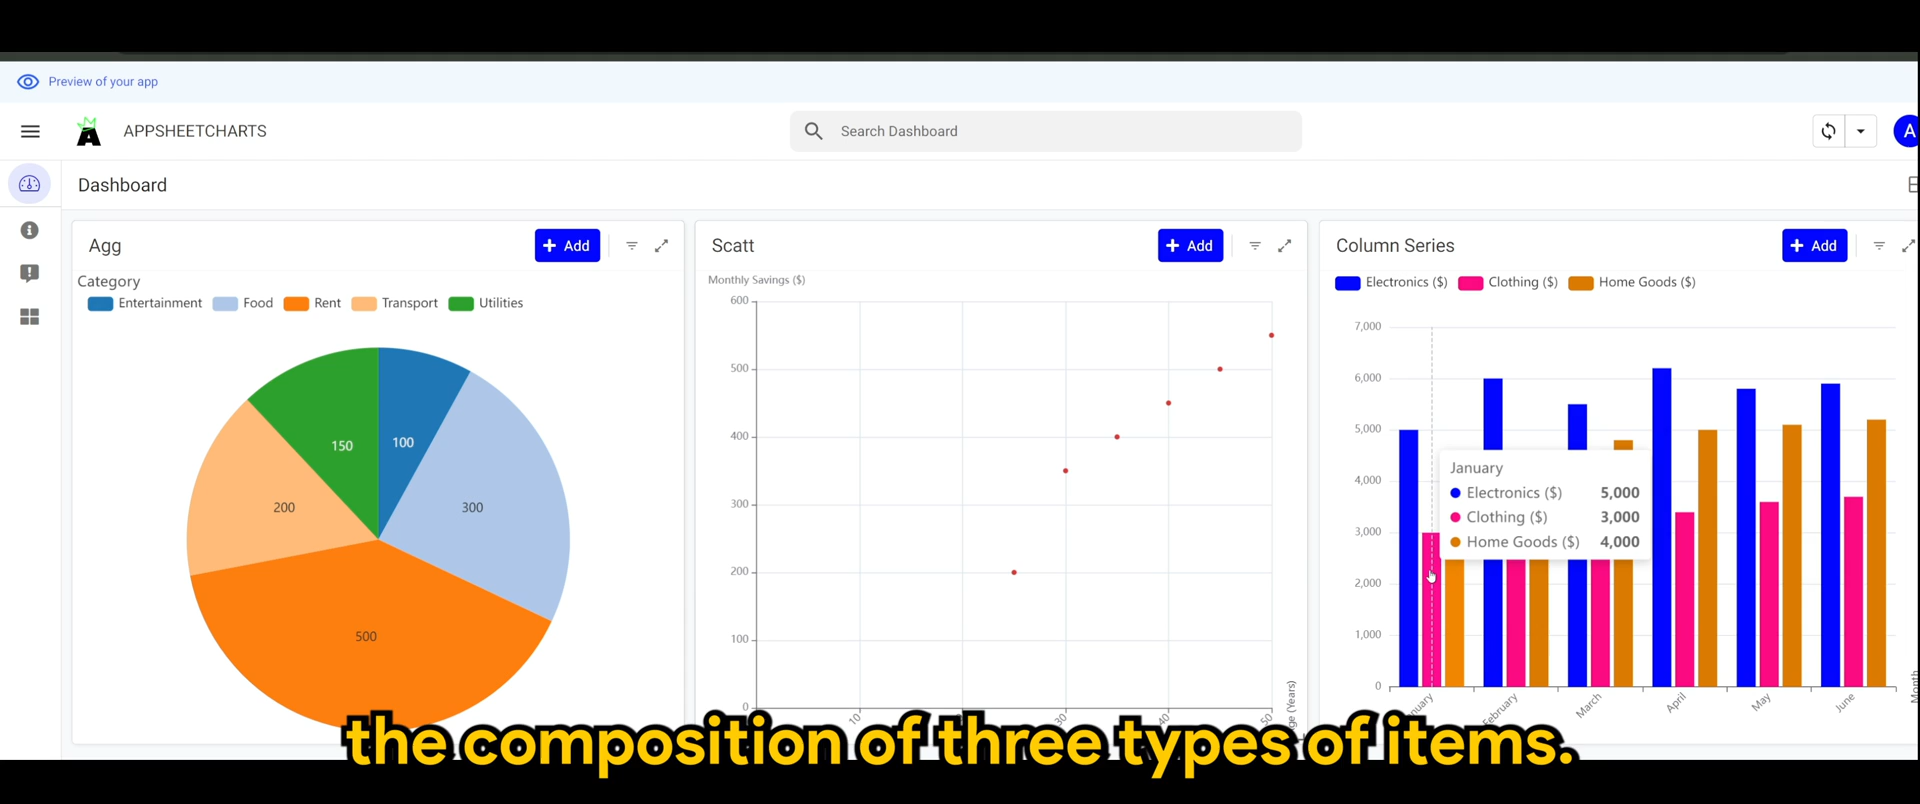 Preview of your app
APPSHEETCHARTS
Search Dashboard
A
Dashboard
Agg
+ Add
Category
Entertainment Food Rent Transport Utilities
150
100
200
300
500
Scatt
+ Add
Monthly Savings ($)
600
500
400
300
200
100
0
10
30
40
50
(Years)
Column Series
+ Add
Electronics ($) Clothing ($) Home Goods ($)
7,000
6,000
5,000
4,000
3,000
2,000
1,000
0
January
Electronics ($) 5,000
Clothing ($) 3,000
Home Goods ($) 4,000
February
March
April
May
June
Month
the composition of three types of items.